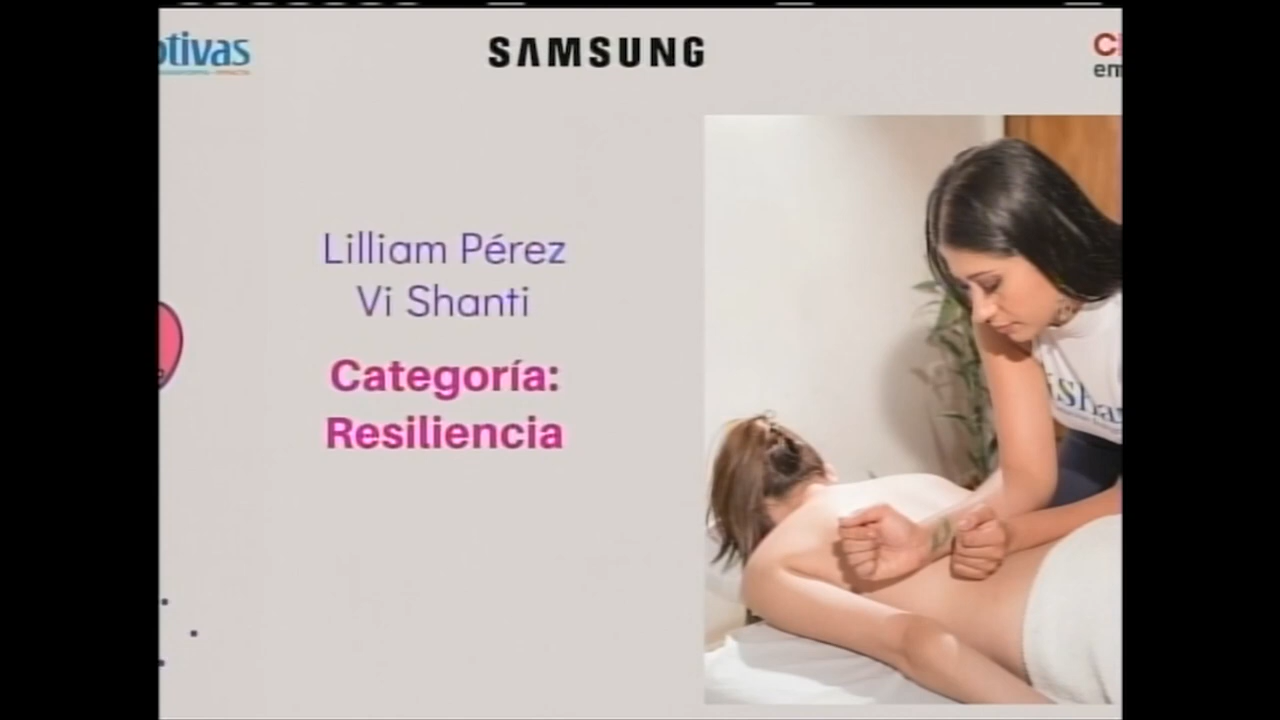 SAMSUNG
Lilliam Pérez
Vi Shanti
Categoría:
Resiliencia